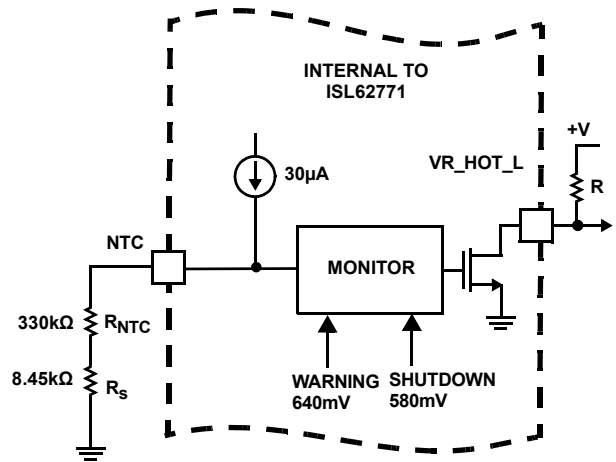 INTERNAL TO
ISL62771
+V
VR_HOT_L
R
30µA
NTC
MONITOR
330kΩ
RNTC
8.45kΩ
Rs
WARNING
640mV
SHUTDOWN
580mV